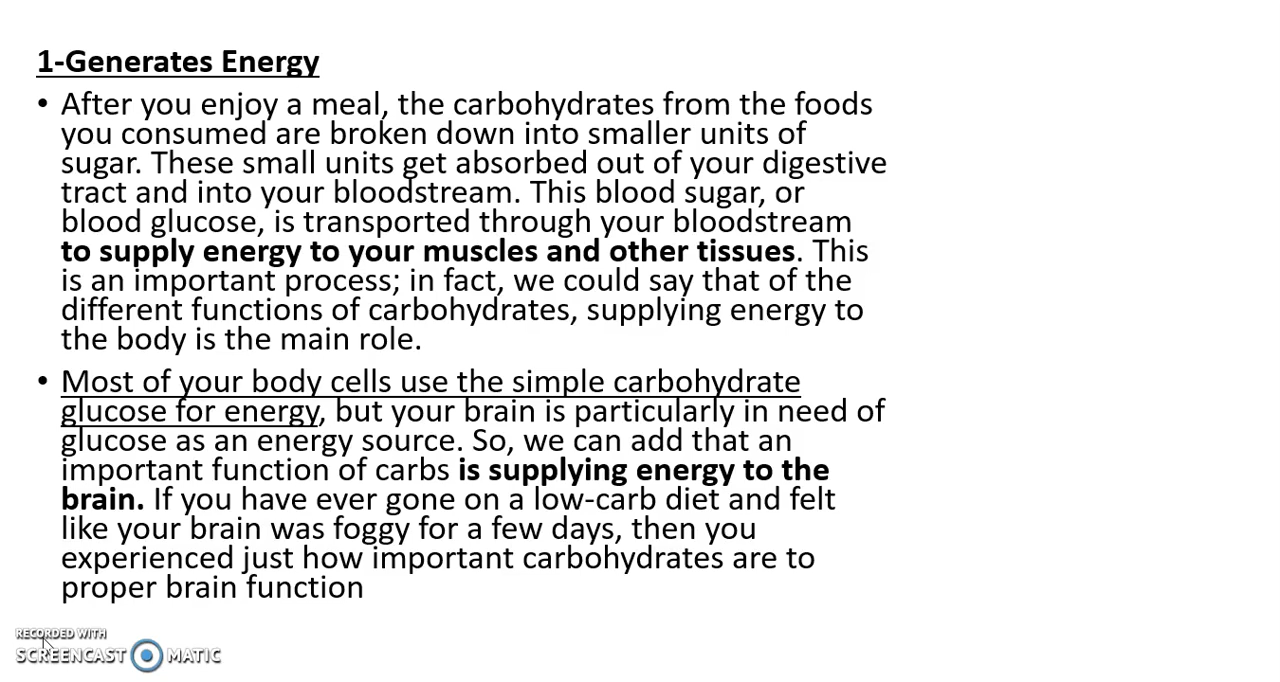 1-Generates Energy
• After you enjoy a meal, the carbohydrates from the foods
you consumed are broken down into smaller units of
sugar. These small units get absorbed out of your digestive
tract and into your bloodstream. This blood sugar, or
blood glucose, is transported through your bloodstream
to supply energy to your muscles and other tissues. This
is an important process; in fact, we could say that of the
different functions of carbohydrates, supplying energy to
the body is the main role.
• Most of your body cells use the simple carbohydrate
glucose for energy, but your brain is particularly in need of
glucose as an energy source. So, we can add that an
important function of carbs is supplying energy to the
brain. If you have ever gone on a low-carb diet and felt
like your brain was foggy for a few days, then you
experienced just how important carbohydrates are to
proper brain function
RECORDED WITH
SCREENCAST MATIC